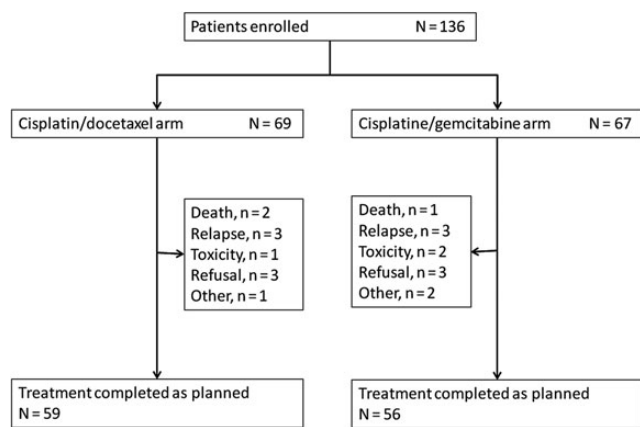 Patients enrolled N = 136
Cisplatin/docetaxel arm N = 69
Cisplatine/gemcitabine arm N = 67
Death, n = 2
Relapse, n = 3
Toxicity, n = 1
Refusal, n = 3
Other, n = 1
Death, n = 1
Relapse, n = 3
Toxicity, n = 2
Refusal, n = 3
Other, n = 2
Treatment completed as planned
N = 59
Treatment completed as planned
N = 56